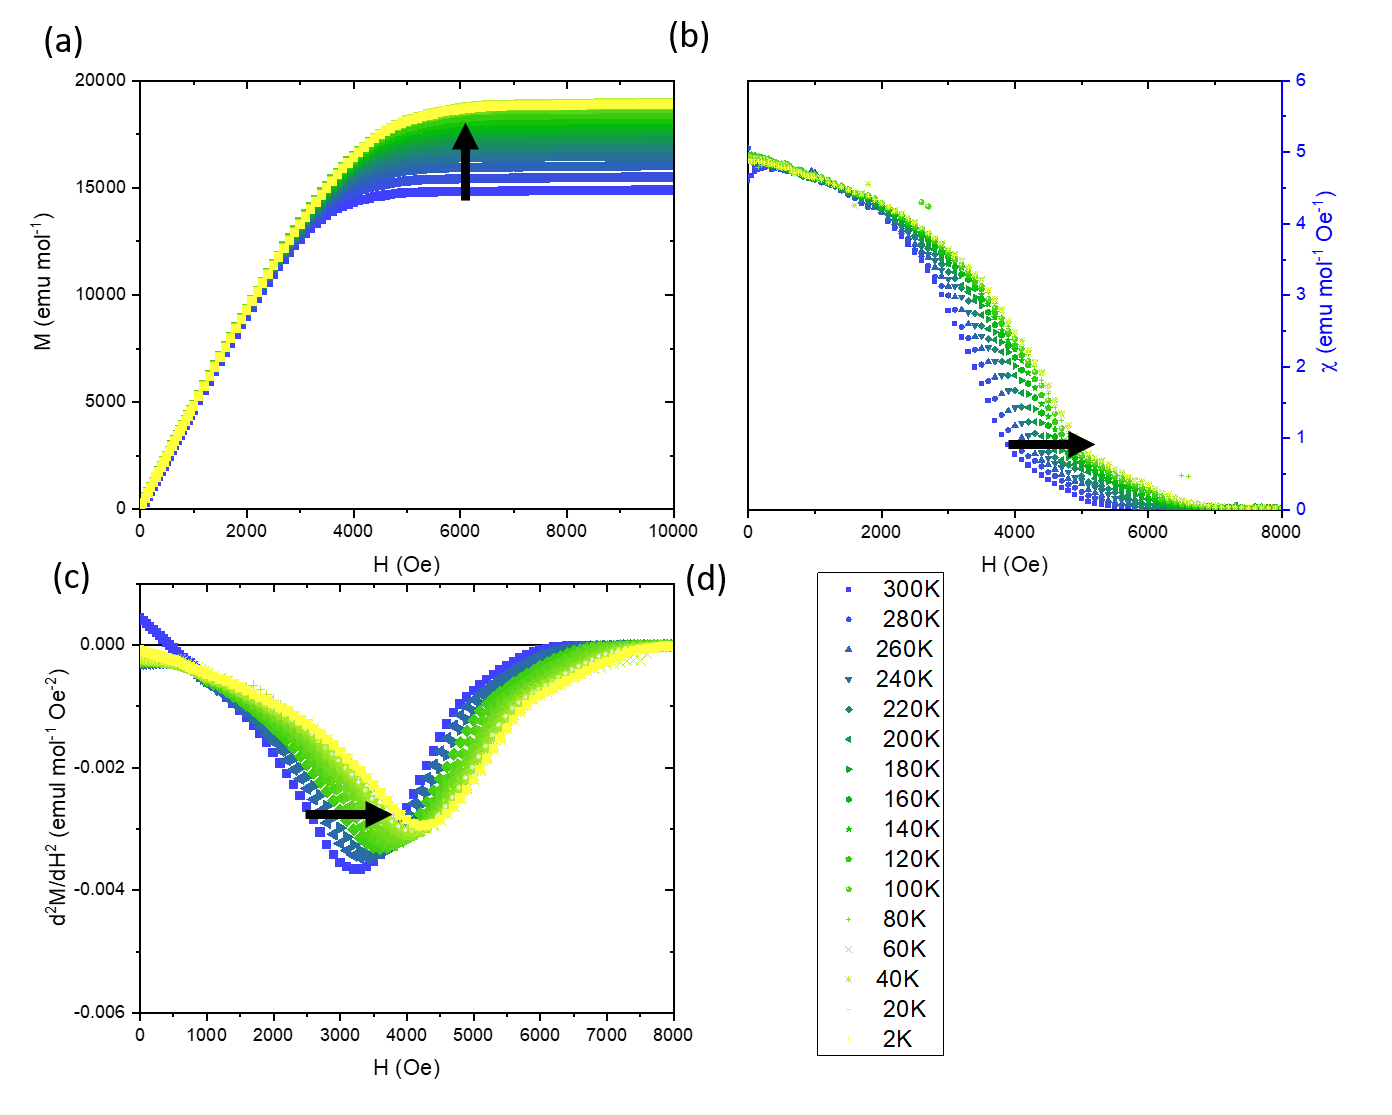 (a)
20000
15000
10000
5000
0
M (emu mol⁻¹)
0 2000 4000 6000 8000 10000
H (Oe)
(b)
6
5
4
3
2
1
0
χ (emu mol⁻¹ Oe⁻¹)
0 2000 4000 6000 8000
H (Oe)
(c)
0.000
-0.002
-0.004
-0.006
d²M/dH² (emul mol⁻¹ Oe⁻²)
0 1000 2000 3000 4000 5000 6000 7000 8000
H (Oe)
(d)
300K
280K
260K
240K
220K
200K
180K
160K
140K
120K
100K
80K
60K
40K
20K
2K